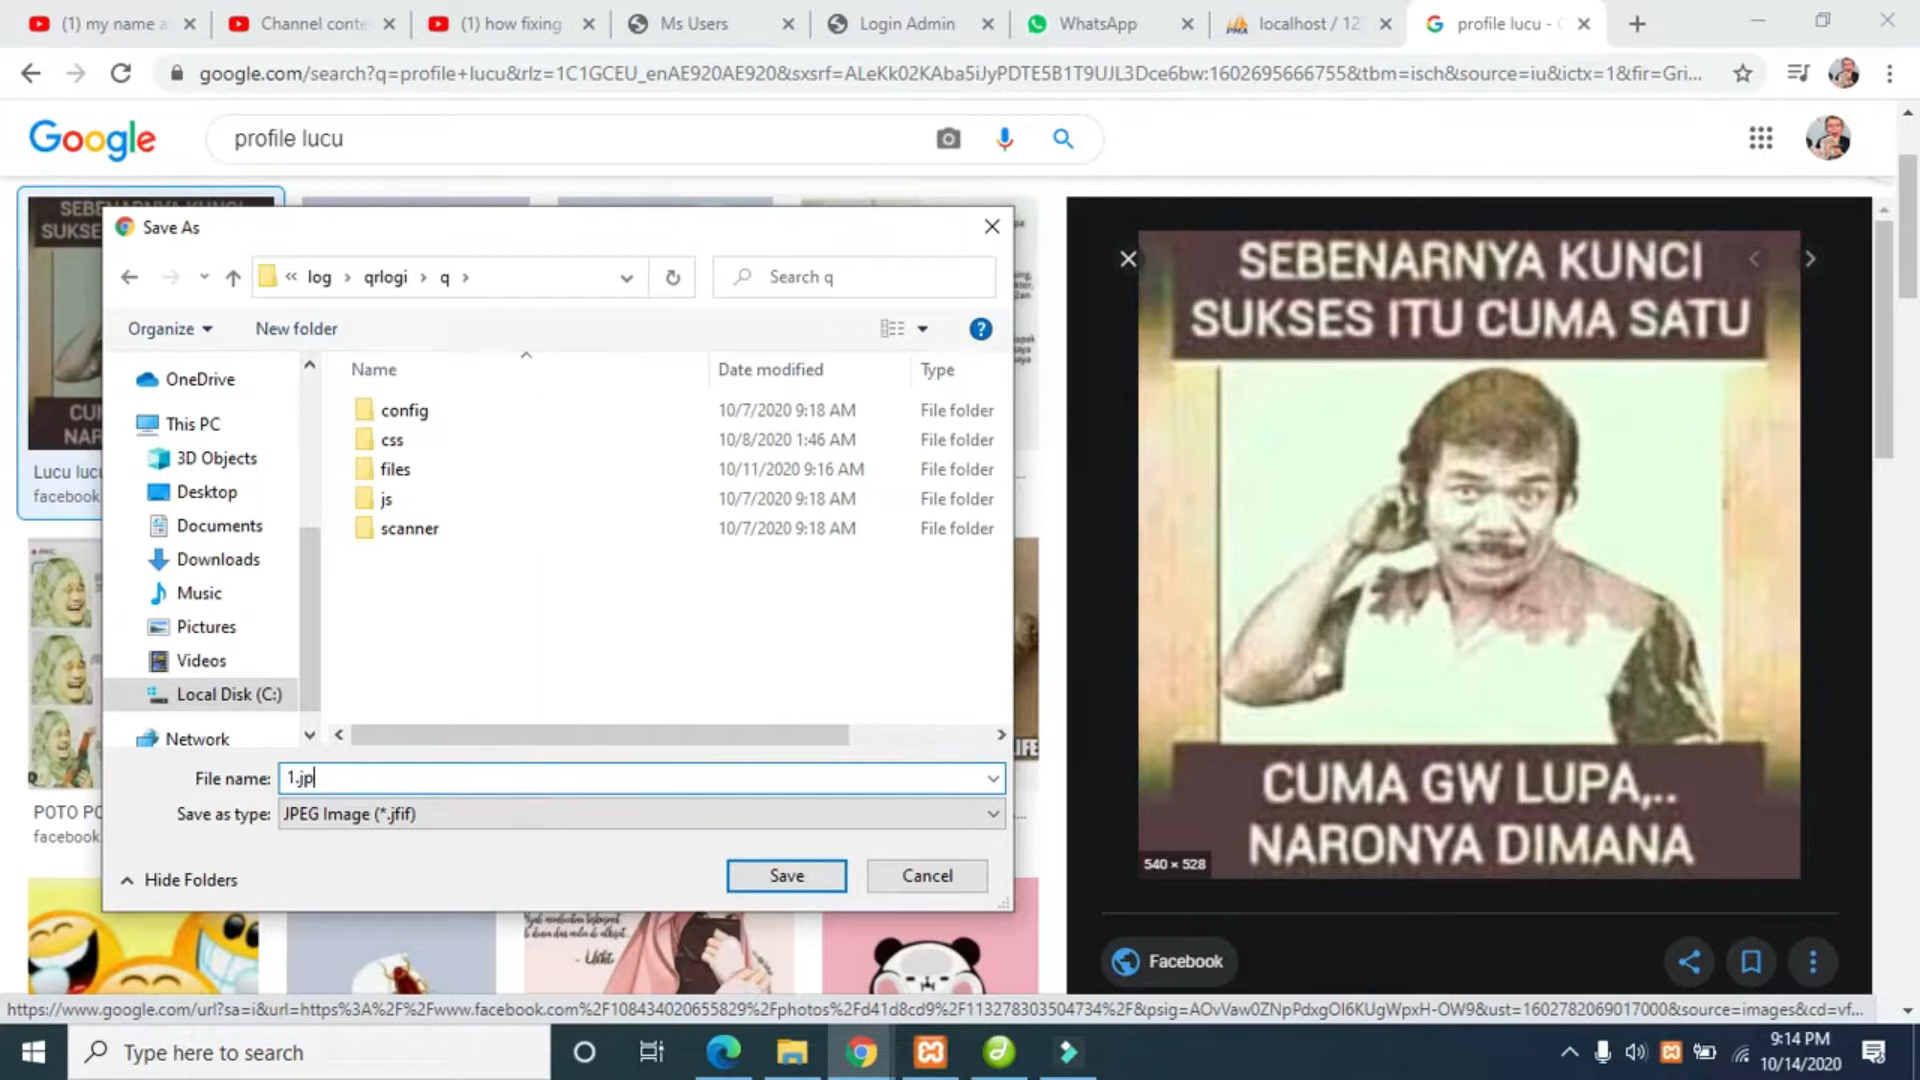 (1) my name a
Channel conte
(1) how fixing
Ms Users
Login Admin
WhatsApp
localhost / 12
profile lucu - G
google.com/search?q=profile+lucu&rlz=1C1GCEU_enAE920AE920&sxsrf=ALeKk02KAba5iJyPDTE5B1T9UJL3Dce6bw:1602695666755&tbm=isch&source=iu&ictx=1&fir=Gri...
Google
profile lucu
SEBENARNYA KUNCI
SUKSE
CUM
NAR
Lucu luc
facebook
POTO PO
facebook
LIFE
Save As
« log › qrlogi › q ›
Search q
Organize
New folder
Name
Date modified
Type
config 10/7/2020 9:18 AM File folder
css 10/8/2020 1:46 AM File folder
files 10/11/2020 9:16 AM File folder
js 10/7/2020 9:18 AM File folder
scanner 10/7/2020 9:18 AM File folder
OneDrive
This PC
3D Objects
Desktop
Documents
Downloads
Music
Pictures
Videos
Local Disk (C:)
Network
File name: 1.jp
Save as type: JPEG Image (*.jfif)
Hide Folders
Save
Cancel
SEBENARNYA KUNCI
SUKSES ITU CUMA SATU
CUMA GW LUPA,..
NARONYA DIMANA
540 × 528
Facebook
https://www.google.com/url?sa=i&url=https%3A%2F%2Fwww.facebook.com%2F108434020655829%2Fphotos%2Fd41d8cd9%2F113278303504734%2F&psig=AOvVaw0ZNpPdxgOI6KUgWpxH-OW9&ust=1602782069017000&source=images&cd=vf...
Type here to search
9:14 PM
10/14/2020